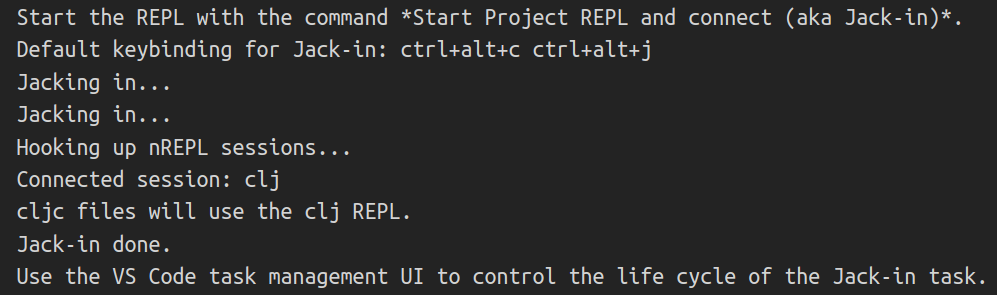 Start the REPL with the command *Start Project REPL and connect (aka Jack-in)*.
Default keybinding for Jack-in: ctrl+alt+c ctrl+alt+j
Jacking in...
Jacking in...
Hooking up nREPL sessions...
Connected session: clj
cljc files will use the clj REPL.
Jack-in done.
Use the VS Code task management UI to control the life cycle of the Jack-in task.